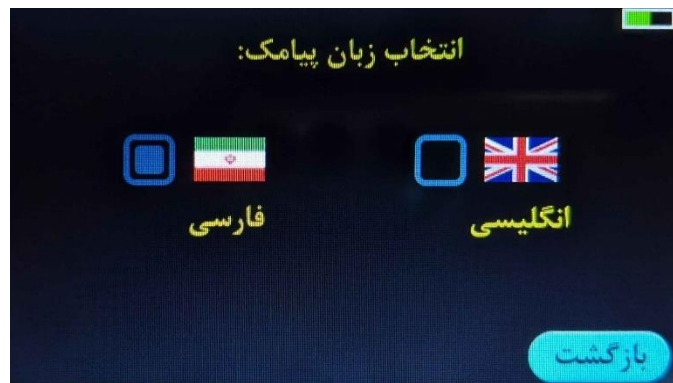 انتخاب زبان پیامک:
انگلیسی
فارسی
بازگشت